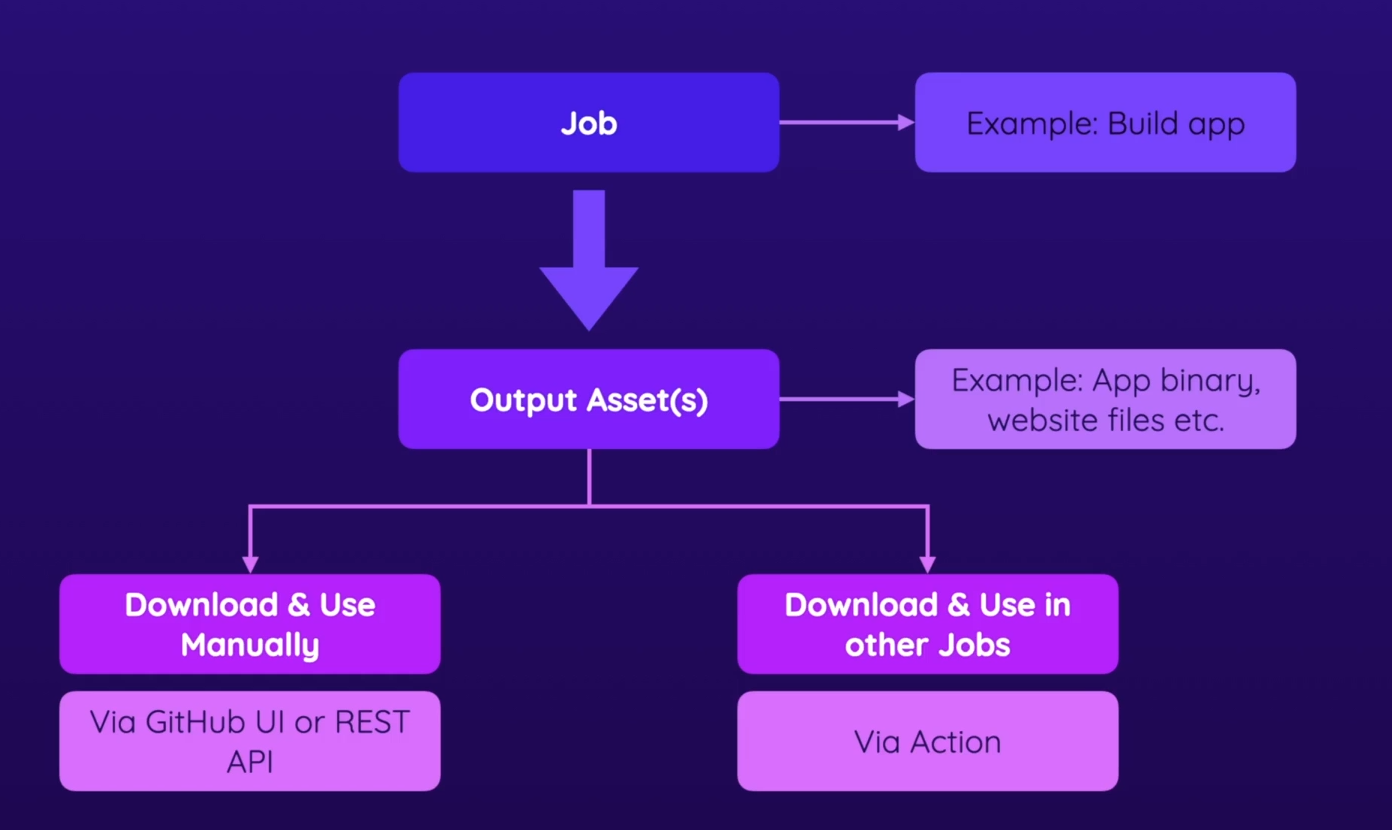 Job
Example: Build app
Output Asset(s)
Example: App binary,
website files etc.
Download & Use
Manually
Via GitHub UI or REST
API
Download & Use in
other Jobs
Via Action